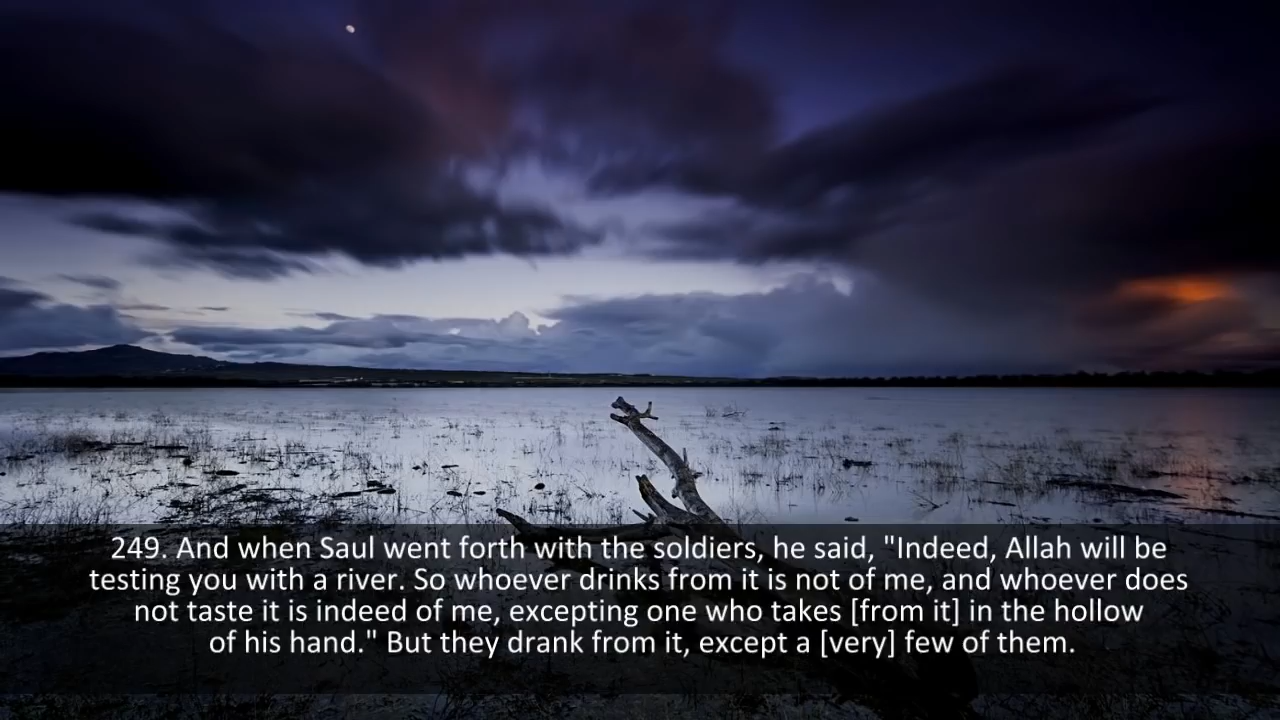 249. And when Saul went forth with the soldiers, he said, "Indeed, Allah will be
testing you with a river. So whoever drinks from it is not of me, and whoever does
not taste it is indeed of me, excepting one who takes [from it] in the hollow
of his hand." But they drank from it, except a [very] few of them.